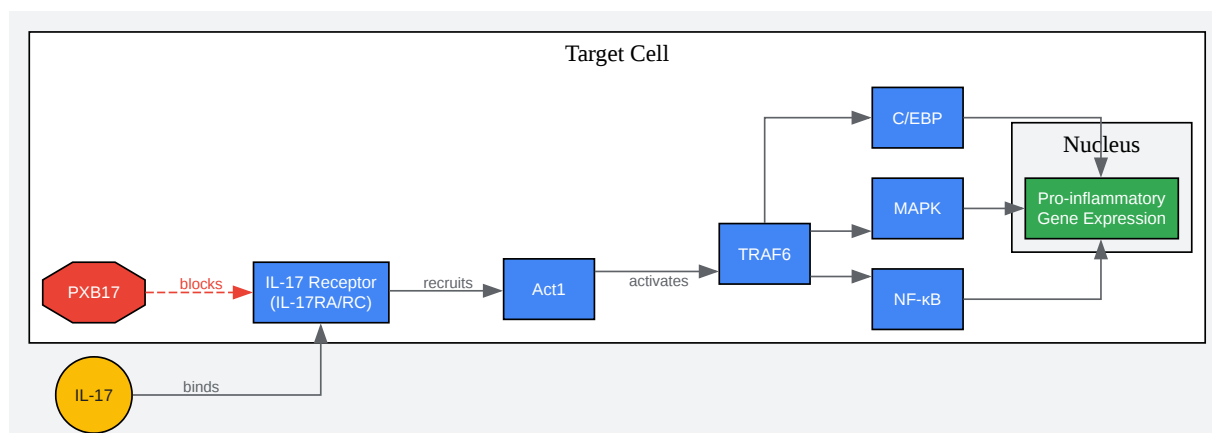 Target Cell
C/EBP
Nucleus
MAPK
Pro-inflammatory
Gene Expression
TRAF6
PXB17
blocks
IL-17 Receptor
(IL-17RA/RC)
recruits
Act1
activates
NF-κB
IL-17
binds